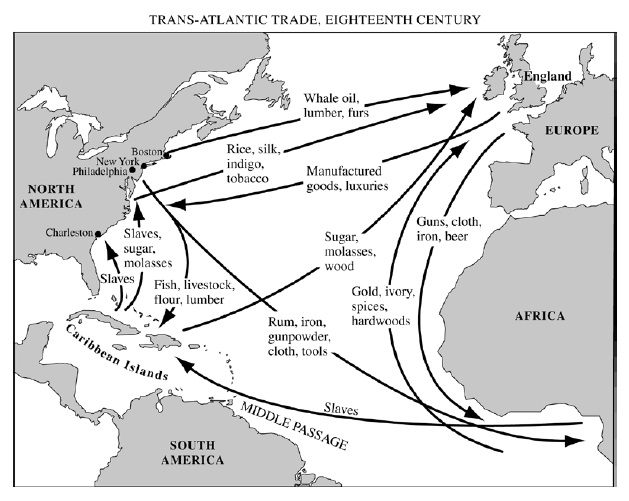 TRANS-ATLANTIC TRADE, EIGHTEENTH CENTURY
England
Whale oil,
lumber, furs
EUROPE
Boston
New York
Philadelphia
Rice, silk,
indigo,
tobacco
Manufactured
goods, luxuries
NORTH
AMERICA
Charleston
Slaves,
sugar,
molasses
Guns, cloth,
iron, beer
Sugar,
molasses,
wood
Slaves
Fish, livestock,
flour, lumber
Gold, ivory,
spices,
hardwoods
AFRICA
Rum, iron,
gunpowder,
cloth, tools
Caribbean Islands
Slaves
MIDDLE PASSAGE
SOUTH
AMERICA